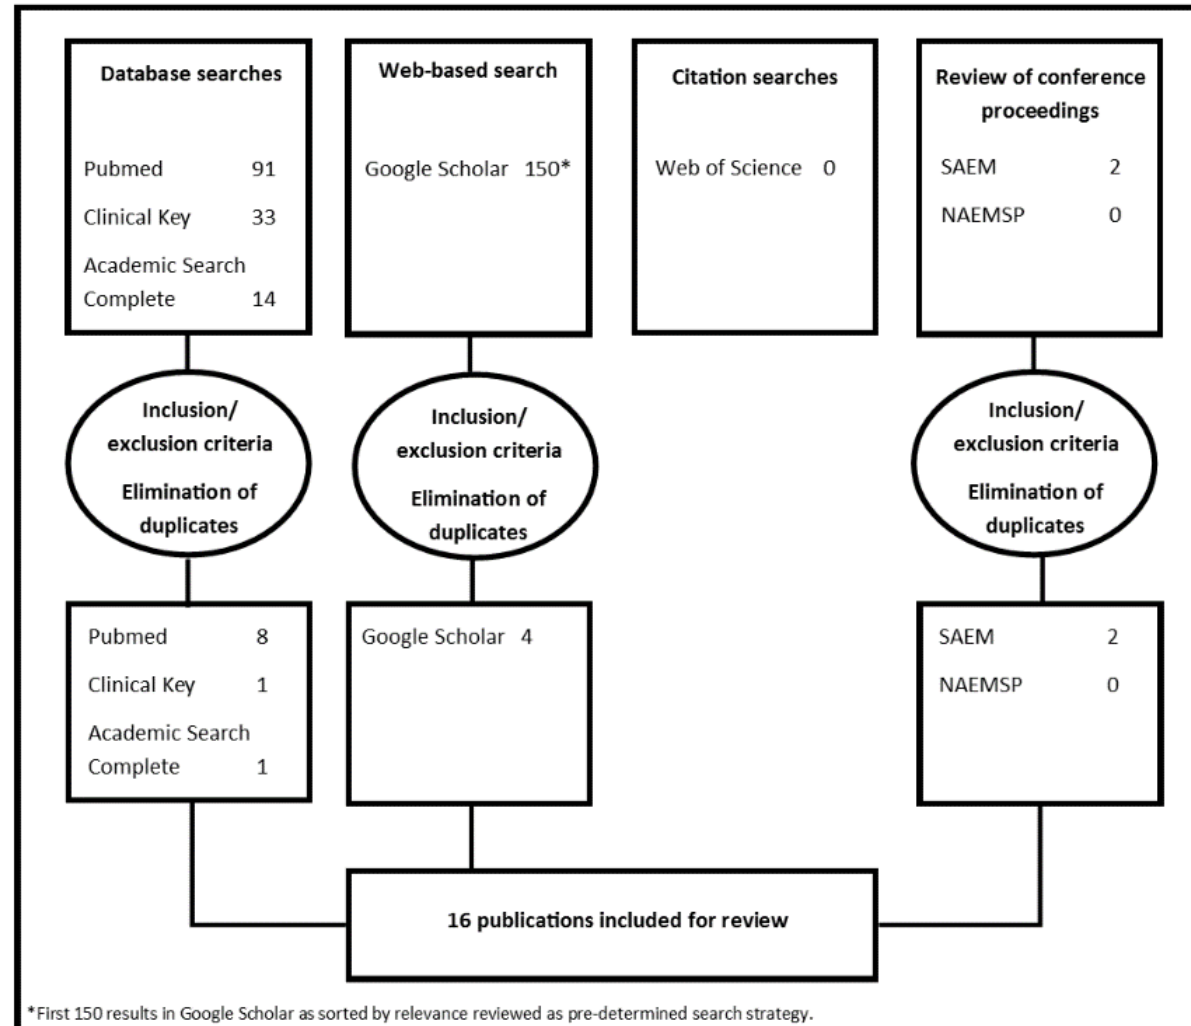 Database searches
Pubmed 91
Clinical Key 33
Academic Search
Complete 14
Web-based search
Google Scholar 150*
Citation searches
Web of Science 0
Review of conference
proceedings
SAEM 2
NAEMSP 0
Inclusion/
exclusion criteria
Elimination of
duplicates
Inclusion/
exclusion criteria
Elimination of
duplicates
Inclusion/
exclusion criteria
Elimination of
duplicates
Pubmed 8
Clinical Key 1
Academic Search
Complete 1
Google Scholar 4
SAEM 2
NAEMSP 0
16 publications included for review
*First 150 results in Google Scholar as sorted by relevance reviewed as pre-determined search strategy.